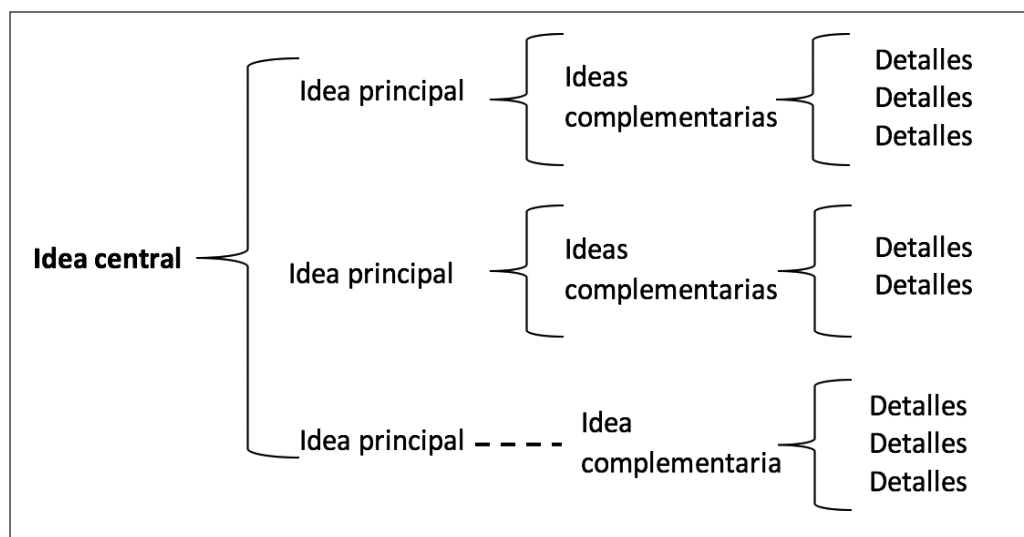 Idea central
Idea principal
Ideas
complementarias
Detalles
Detalles
Detalles
Idea principal
Ideas
complementarias
Detalles
Detalles
Idea principal
Idea
complementaria
Detalles
Detalles
Detalles